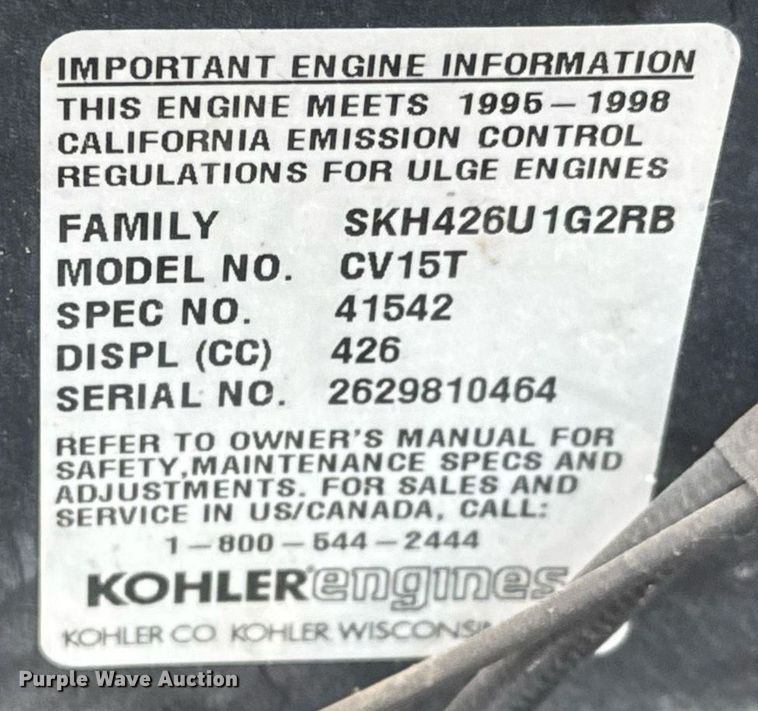 IMPORTANT ENGINE INFORMATION
THIS ENGINE MEETS 1995–1998
CALIFORNIA EMISSION CONTROL
REGULATIONS FOR ULGE ENGINES
FAMILY SKH426U1G2RB
MODEL NO. CV15T
SPEC NO. 41542
DISPL (CC) 426
SERIAL NO. 2629810464
REFER TO OWNER'S MANUAL FOR
SAFETY,MAINTENANCE SPECS AND
ADJUSTMENTS. FOR SALES AND
SERVICE IN US/CANADA, CALL:
1–800–544–2444
KOHLER engines
KOHLER CO KOHLER WISCONSIN
Purple Wave Auction